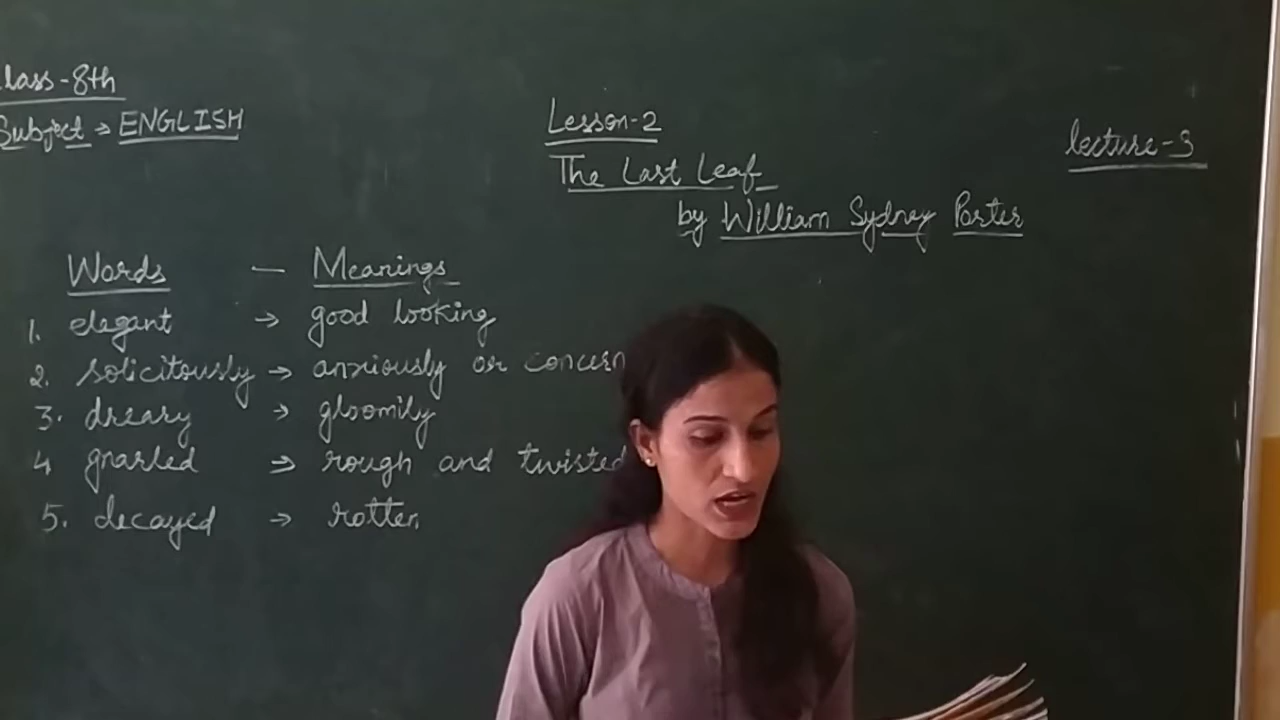 Class-8th
Subject → ENGLISH
Lesson-2
The Last Leaf
by William Sydney Porter
lecture-3
Words — Meanings
1. elegant → good looking
2. solicitously → anxiously or concern
3. dreary → gloomily
4 gnarled → rough and twisted
5. decayed → rotten